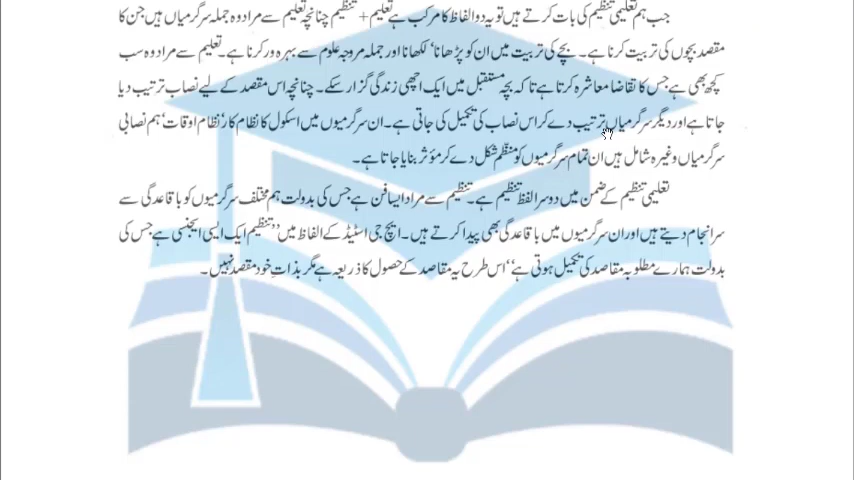 جب ہم تعلیمی تنظیم کی بات کرتے ہیں تو یہ دو الفاظ کا مرکب ہے تعلیم + تنظیم چنانچہ تعلیم سے مراد وہ جملہ سرگرمیاں ہیں جن کا
مقصد بچوں کی تربیت کرنا ہے۔ بچے کی تربیت میں ان کو پڑھانا' لکھانا اور جملہ مروجہ علوم سے بہرہ ور کرنا ہے۔ تعلیم سے مراد وہ سب
کچھ بھی ہے جس کا تقاضا معاشرہ کرتا ہے تا کہ بچہ مستقبل میں ایک اچھی زندگی گزار سکے۔ چنانچہ اس مقصد کے لیے نصاب ترتیب دیا
جاتا ہے اور دیگر سرگرمیاں ترتیب دے کر اس نصاب کی تکمیل کی جاتی ہے۔ ان سرگرمیوں میں اسکول کا نظام کار' نظام اوقات' ہم نصابی
سرگرمیاں وغیرہ شامل ہیں ان تمام سرگرمیوں کو منظم شکل دے کر مؤثر بنایا جاتا ہے۔
تعلیمی تنظیم کے ضمن میں دوسرا لفظ تنظیم ہے۔ تنظیم سے مراد ایسا فن ہے جس کی بدولت ہم مختلف سرگرمیوں کو باقاعدگی سے
سرانجام دیتے ہیں اور ان سرگرمیوں میں باقاعدگی بھی پیدا کرتے ہیں۔ ایچ جی اسٹیڈ کے الفاظ میں ''تنظیم ایک ایسی ایجنسی ہے جس کی
بدولت ہمارے مطلوبہ مقاصد کی تکمیل ہوتی ہے'' اس طرح یہ مقاصد کے حصول کا ذریعہ ہے مگر بذات خود مقصد نہیں۔